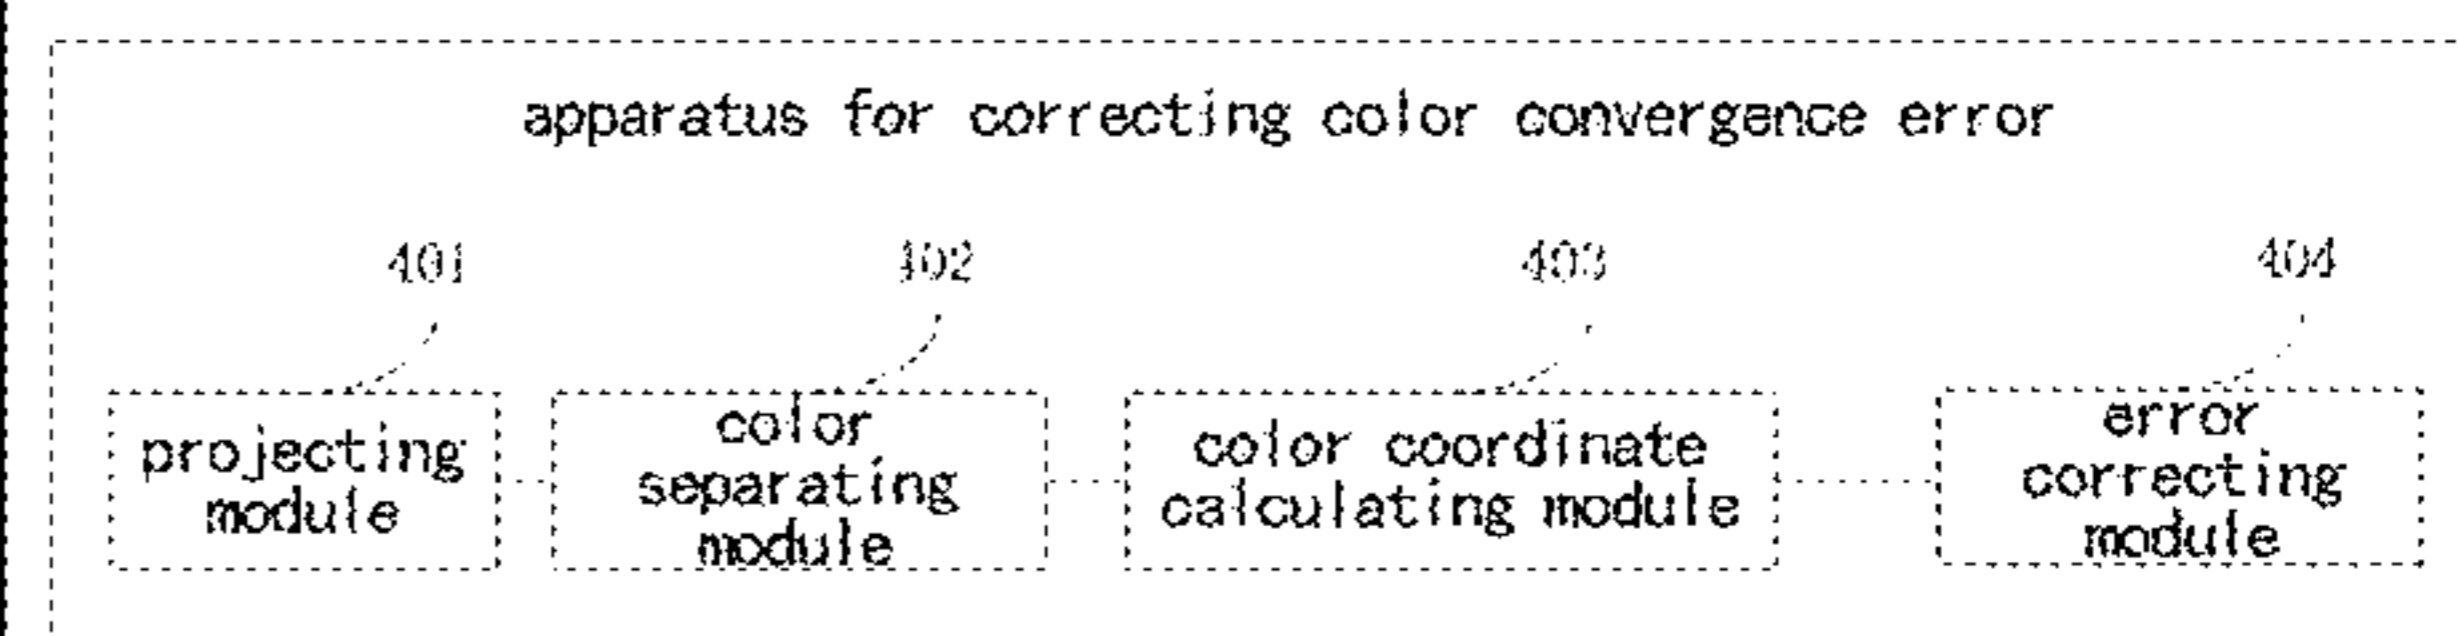 apparatus for correcting color convergence error
401
402
403
404
projecting
module
color
separating
module
color coordinate
calculating module
error
correcting
module